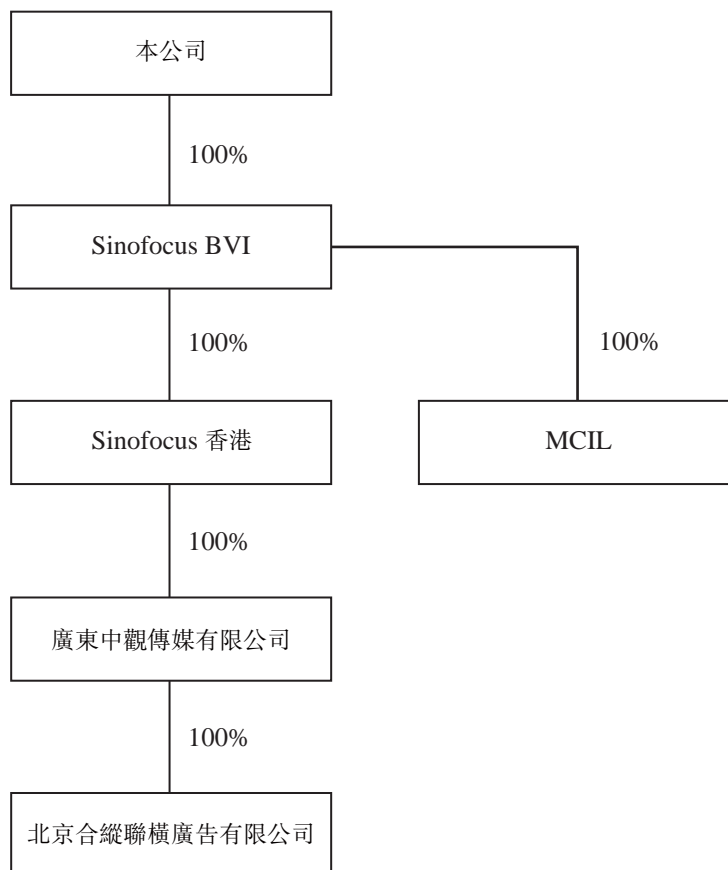 本公司
100%
Sinofocus BVI
100%
100%
Sinofocus 香港
MCIL
100%
廣東中觀傳媒有限公司
100%
北京合縱聯橫廣告有限公司